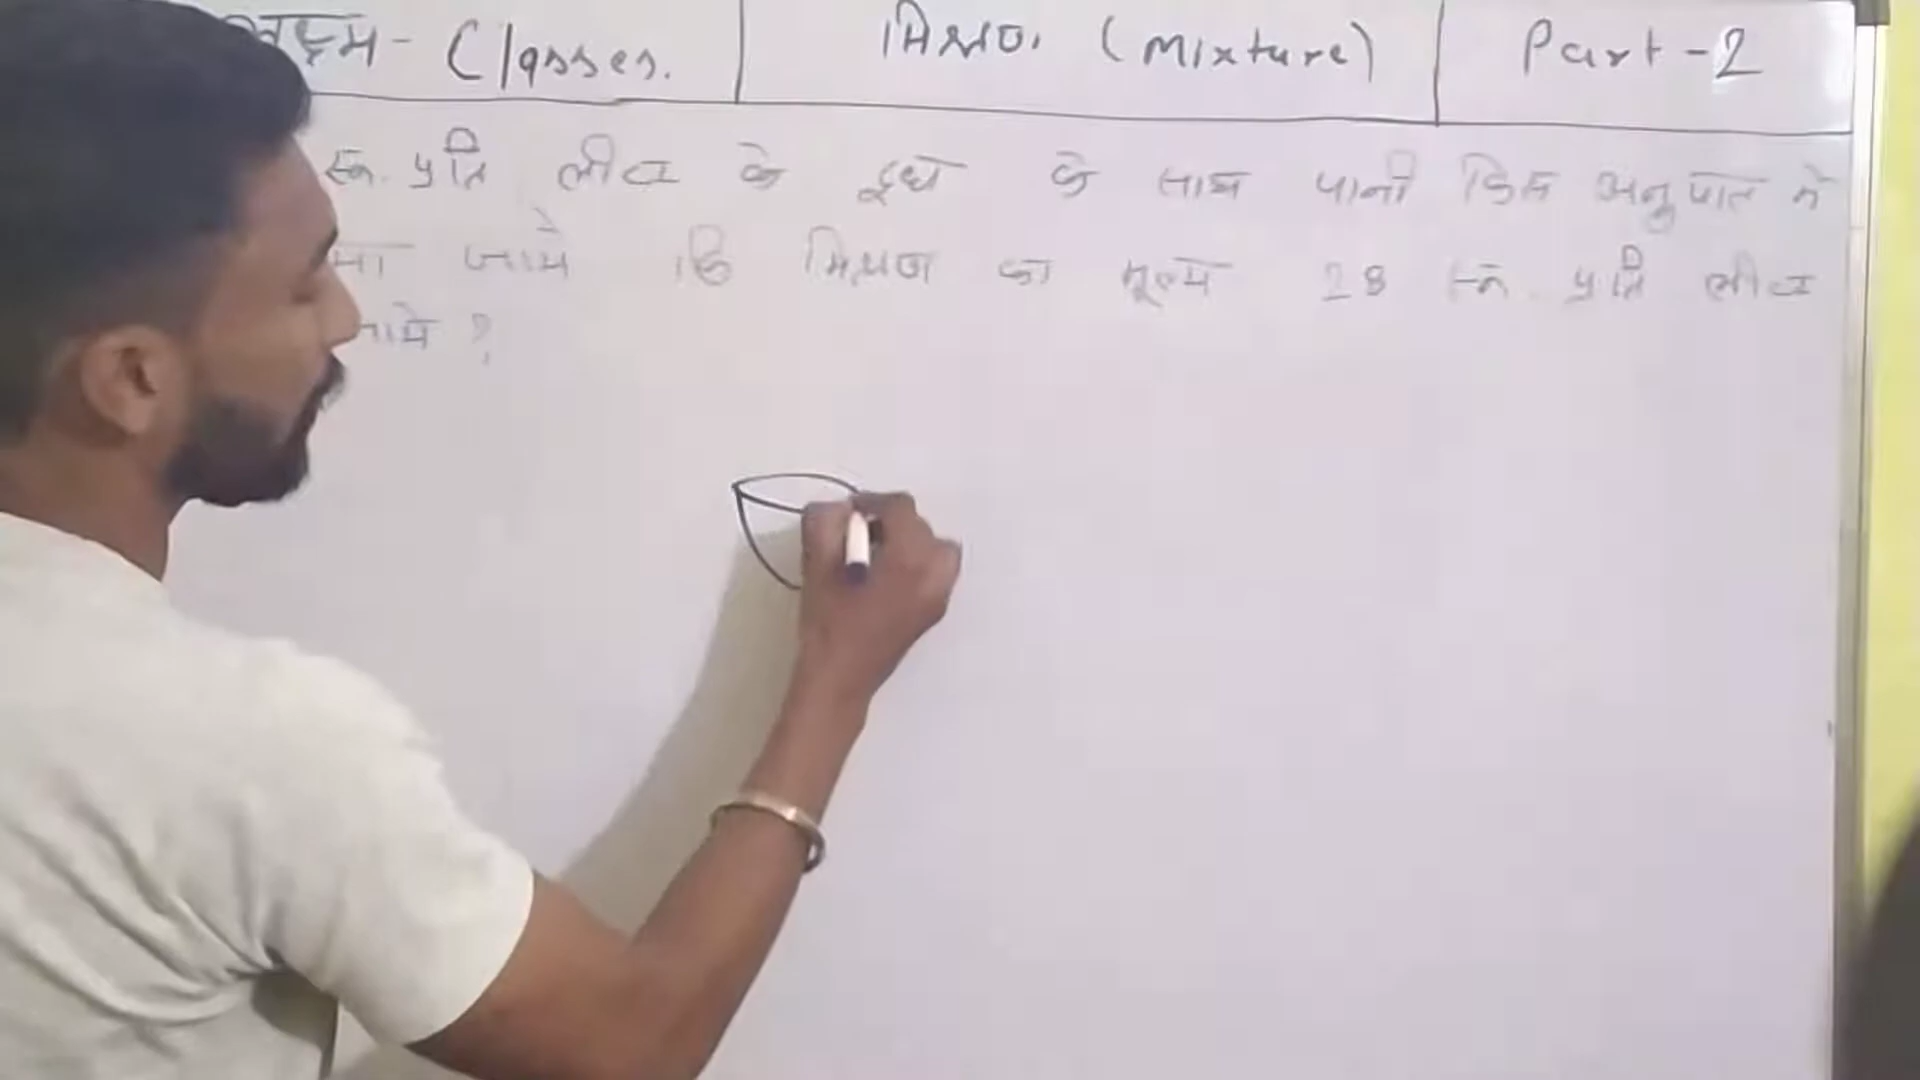 Classes. मिश्रण. (Mixture) Part-2
रू. प्रति लीटर के दूध के साथ पानी किस अनुपात में
जाये कि मिश्रण का मूल्य 28 रू. प्रति लीटर
जाये ?